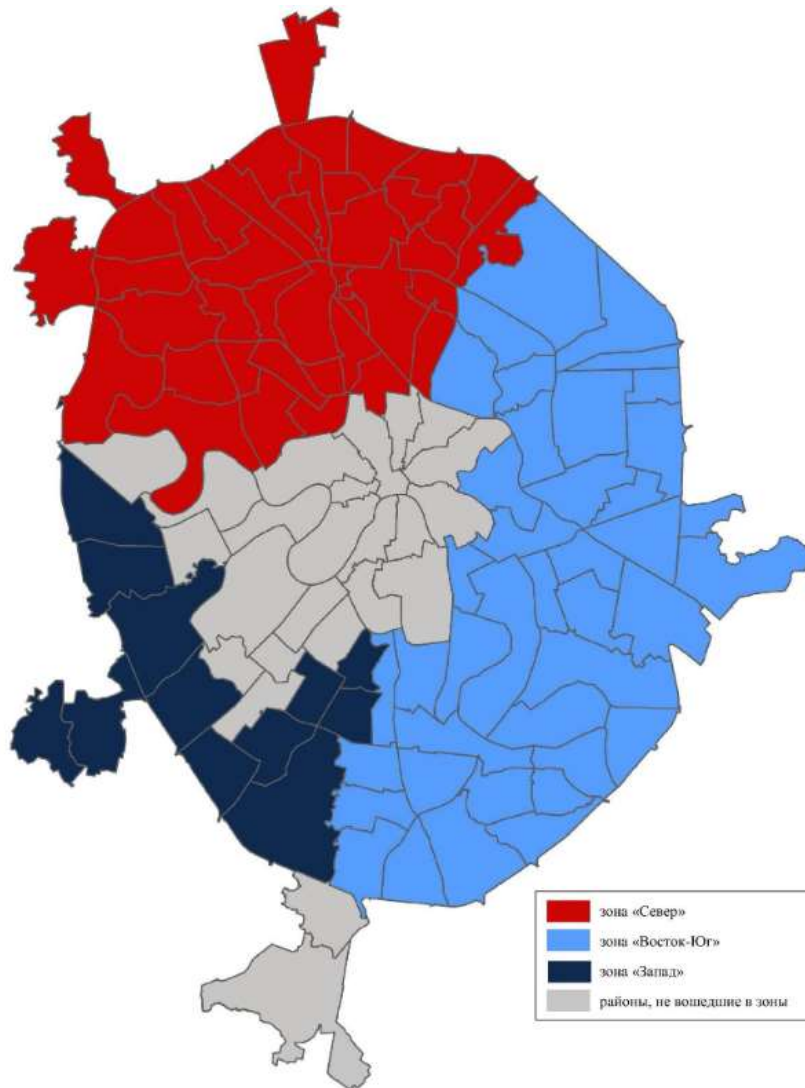 зона «Север»
зона «Восток-Юг»
зона «Запад»
районы, не вошедшие в зоны